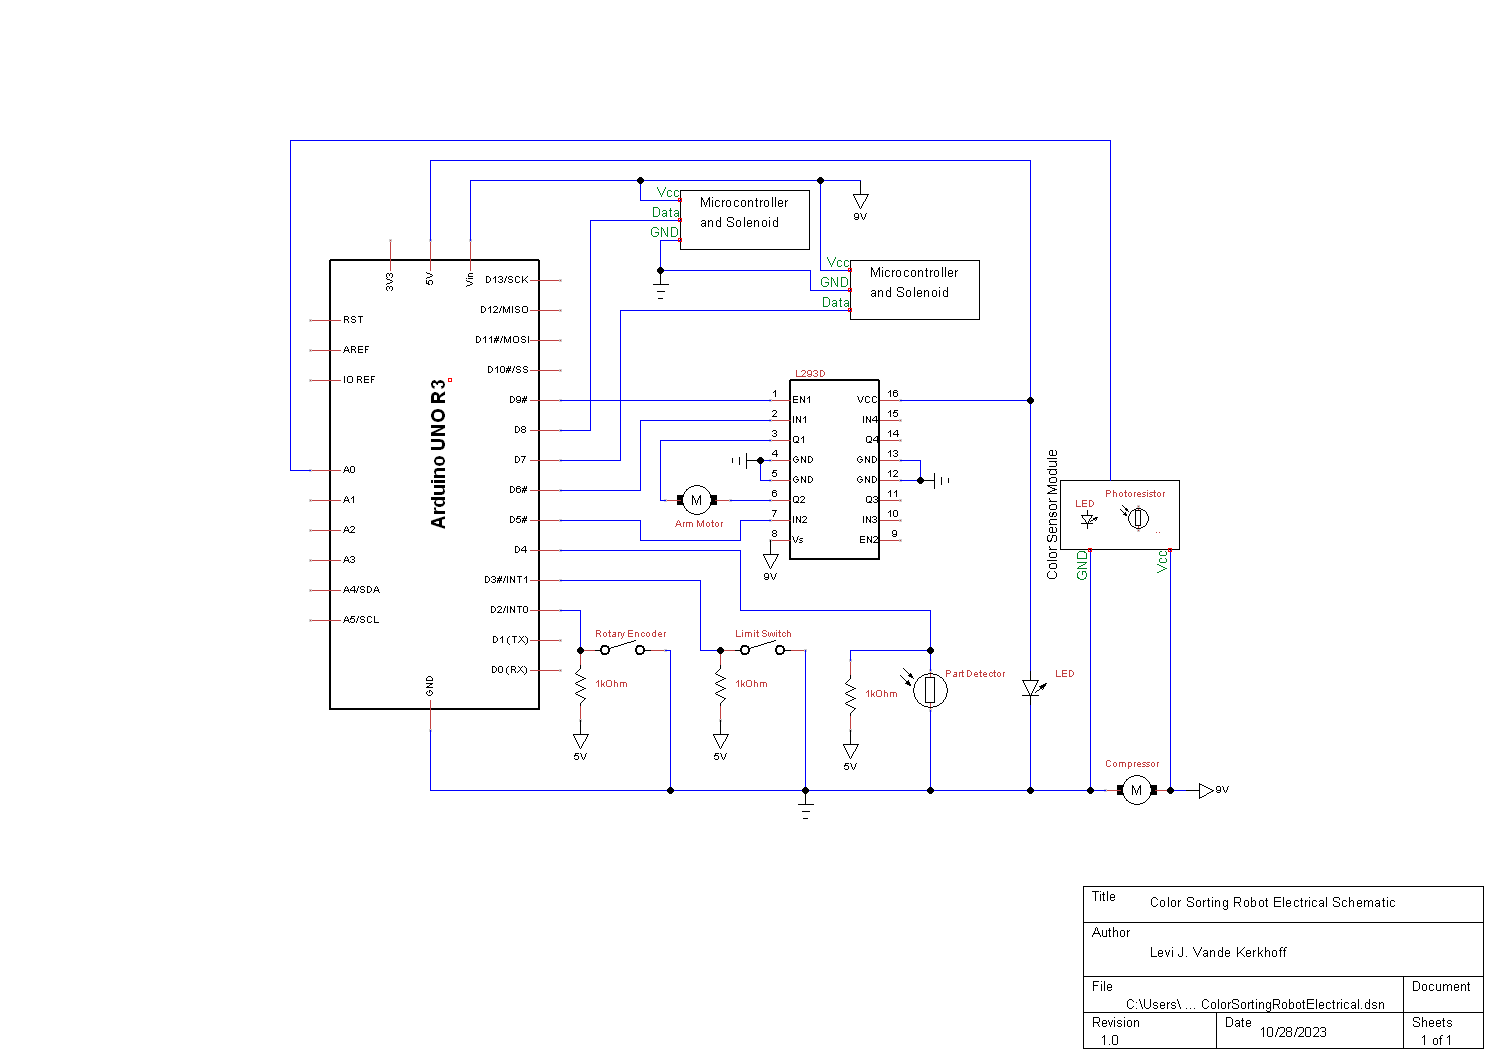 Vcc
Data
GND
Microcontroller
and Solenoid
9V
Vcc
GND
Data
Microcontroller
and Solenoid
3V3
5V
Vin
RST
AREF
IO REF
A0
A1
A2
A3
A4/SDA
A5/SCL
Arduino UNO R3
D13/SCK
D12/MISO
D11#/MOSI
D10#/SS
D9#
D8
D7
D6#
D5#
D4
D3#/INT1
D2/INT0
D1 (TX)
D0 (RX)
GND
L293D
1 EN1
2 IN1
3 Q1
4 GND
5 GND
6 Q2
7 IN2
8 Vs
VCC 16
IN4 15
Q4 14
GND 13
GND 12
Q3 11
IN3 10
EN2 9
M
Arm Motor
9V
Color Sensor Module
LED
Photoresistor
GND
Vcc
Rotary Encoder
1kOhm
5V
Limit Switch
1kOhm
5V
1kOhm
5V
Part Detector
LED
Compressor
M
9V
Title
Color Sorting Robot Electrical Schematic
Author
Levi J. Vande Kerkhoff
File
C:\Users\ ... ColorSortingRobotElectrical.dsn
Document
Revision
1.0
Date
10/28/2023
Sheets
1 of 1